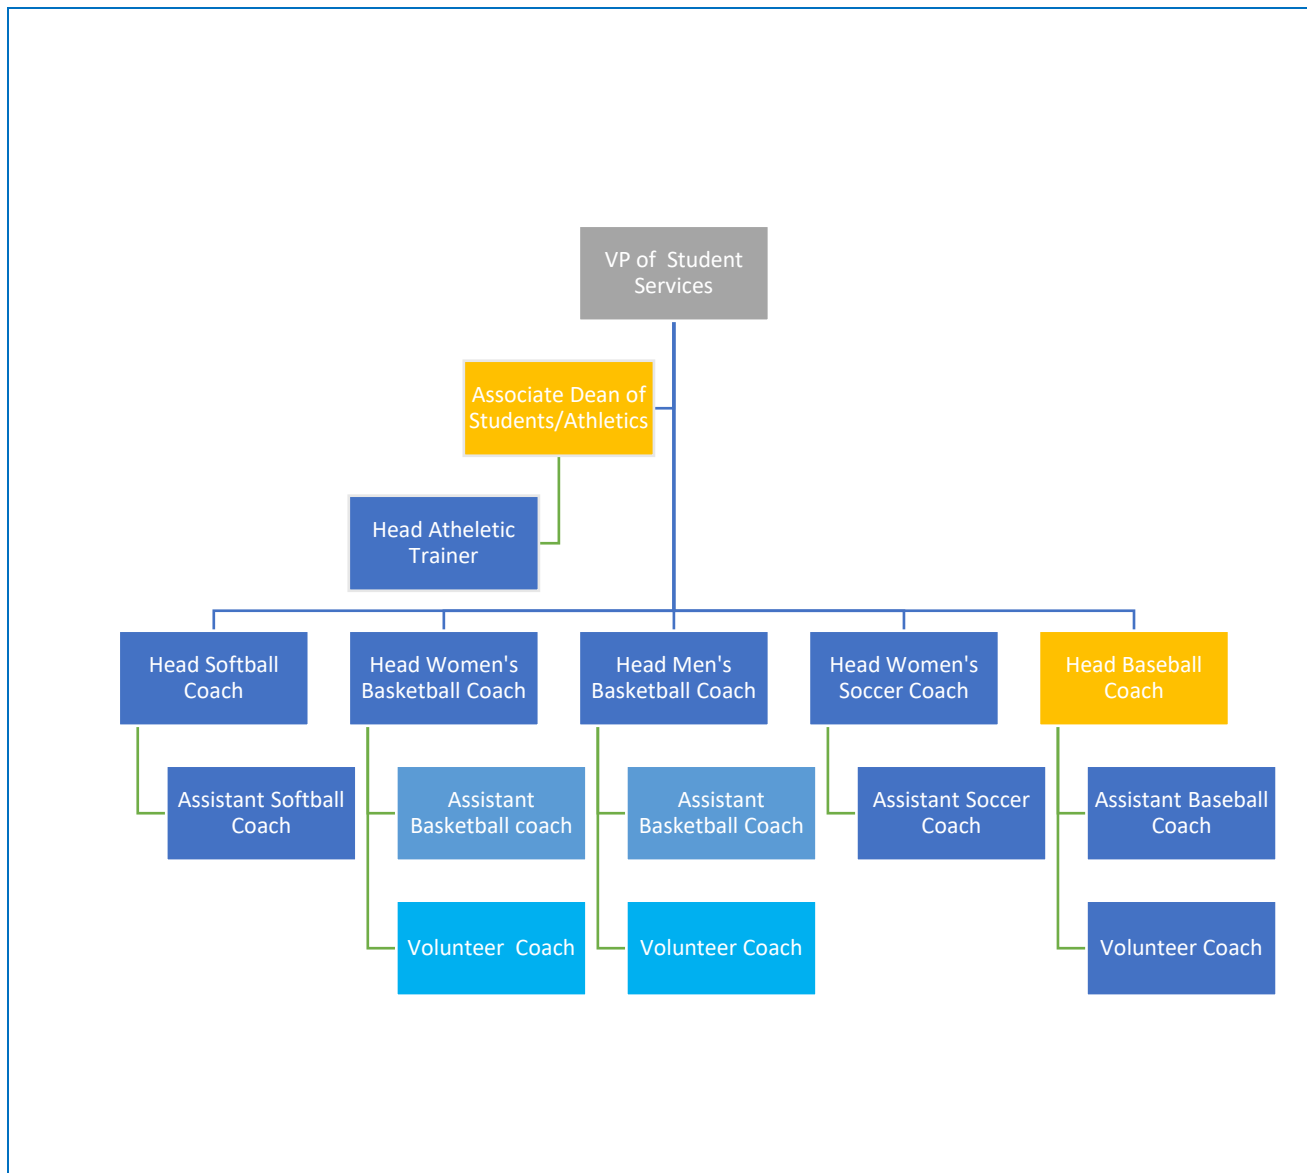 VP of  Student
Services
Associate Dean of
Students/Athletics
Head Atheletic
Trainer
Head Softball
Coach
Head Women's
Basketball Coach
Head Men's
Basketball Coach
Head Women's
Soccer Coach
Head Baseball
Coach
Assistant Softball
Coach
Assistant
Basketball coach
Assistant
Basketball Coach
Assistant Soccer
Coach
Assistant Baseball
Coach
Volunteer  Coach
Volunteer Coach
Volunteer Coach